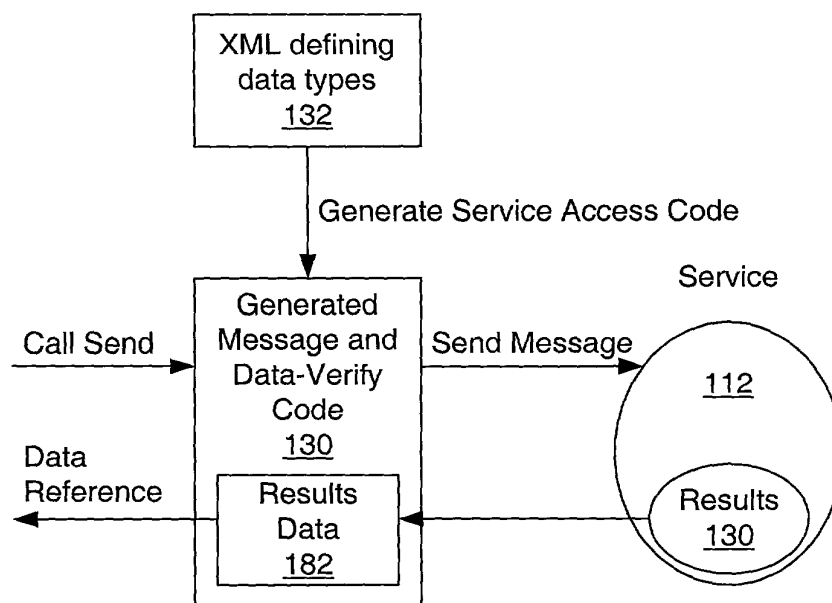 XML defining
data types
132
Generate Service Access Code
Service
Generated
Message and
Data-Verify
Code
130
Call Send
Send Message
112
Data
Reference
Results
Data
182
Results
130